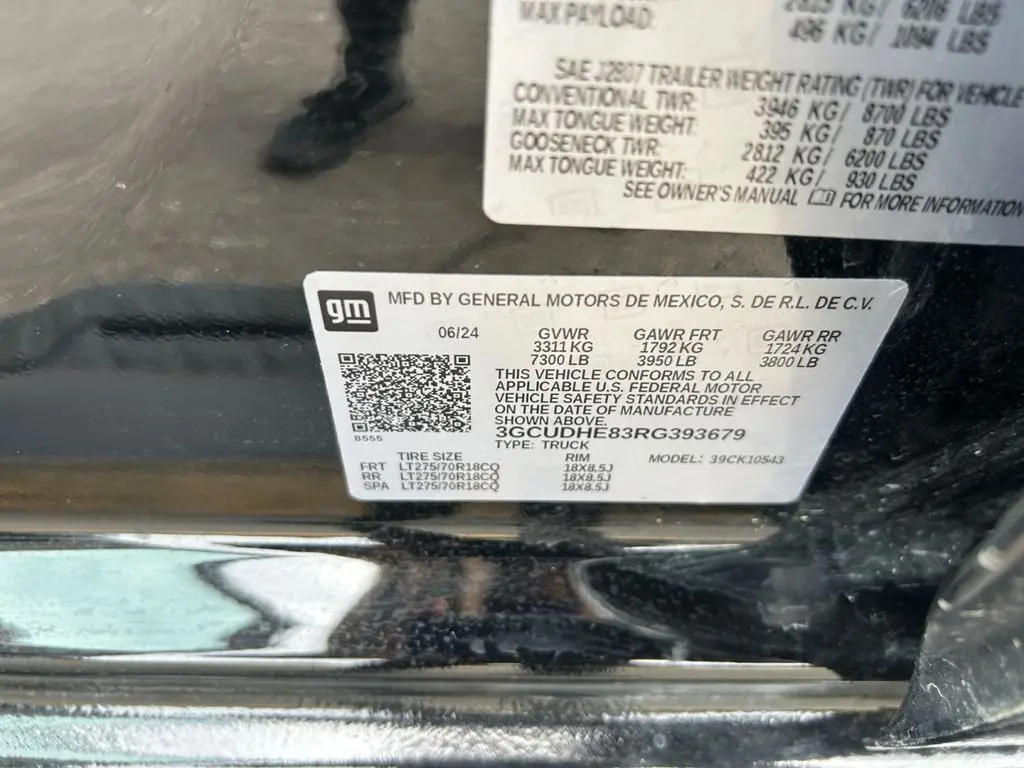 2815 KG/ 6206 LBS
MAX PAYLOAD: 496 KG/ 1094 LBS
SAE J2807 TRAILER WEIGHT RATING (TWR) FOR VEHICLE
CONVENTIONAL TWR: 3946 KG/ 8700 LBS
MAX TONGUE WEIGHT: 395 KG/ 870 LBS
GOOSENECK TWR: 2812 KG/ 6200 LBS
MAX TONGUE WEIGHT: 422 KG/ 930 LBS
SEE OWNER'S MANUAL FOR MORE INFORMATION
gm MFD BY GENERAL MOTORS DE MEXICO, S. DE R.L. DE C.V.
06/24 GVWR GAWR FRT GAWR RR
3311 KG 1792 KG 1724 KG
7300 LB 3950 LB 3800 LB
THIS VEHICLE CONFORMS TO ALL
APPLICABLE U.S. FEDERAL MOTOR
VEHICLE SAFETY STANDARDS IN EFFECT
ON THE DATE OF MANUFACTURE
SHOWN ABOVE.
8555
3GCUDHE83RG393679
TYPE: TRUCK
TIRE SIZE RIM MODEL: 39CK10543
FRT LT275/70R18CQ 18X8.5J
RR LT275/70R18CQ 18X8.5J
SPA LT275/70R18CQ 18X8.5J